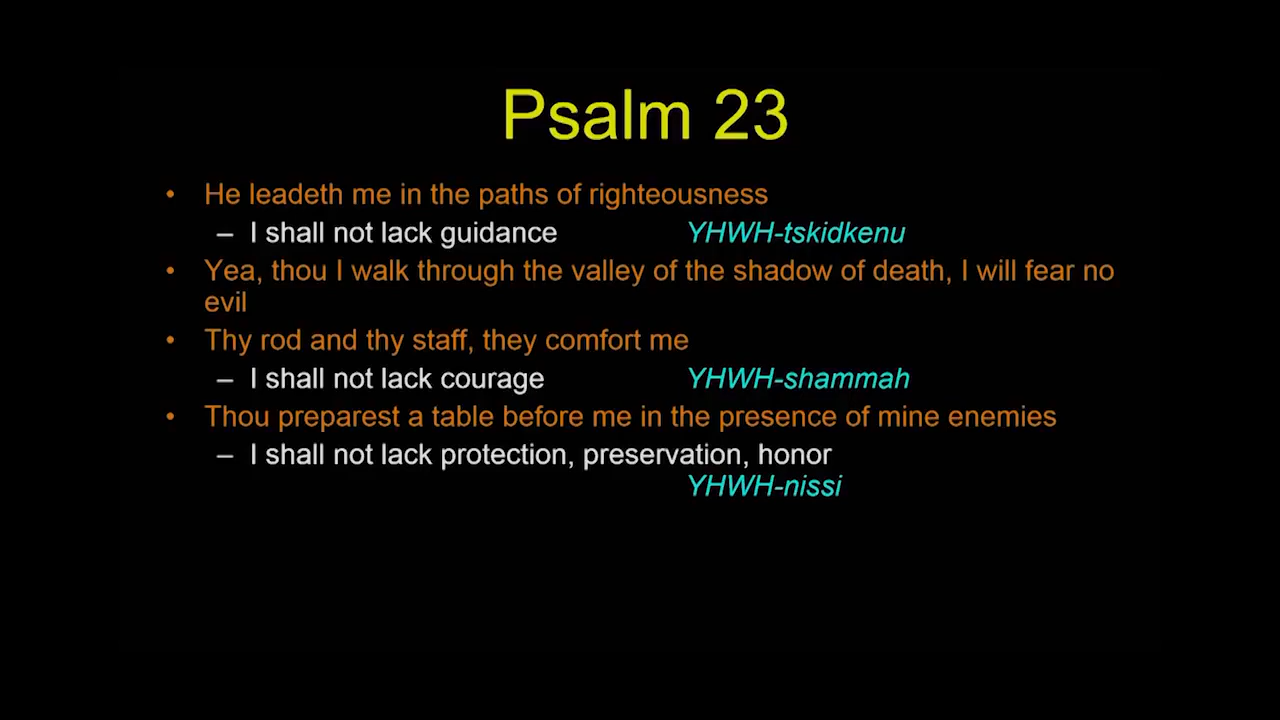 Psalm 23
• He leadeth me in the paths of righteousness
– I shall not lack guidance YHWH-tskidkenu
• Yea, thou I walk through the valley of the shadow of death, I will fear no
evil
• Thy rod and thy staff, they comfort me
– I shall not lack courage YHWH-shammah
• Thou preparest a table before me in the presence of mine enemies
– I shall not lack protection, preservation, honor
YHWH-nissi